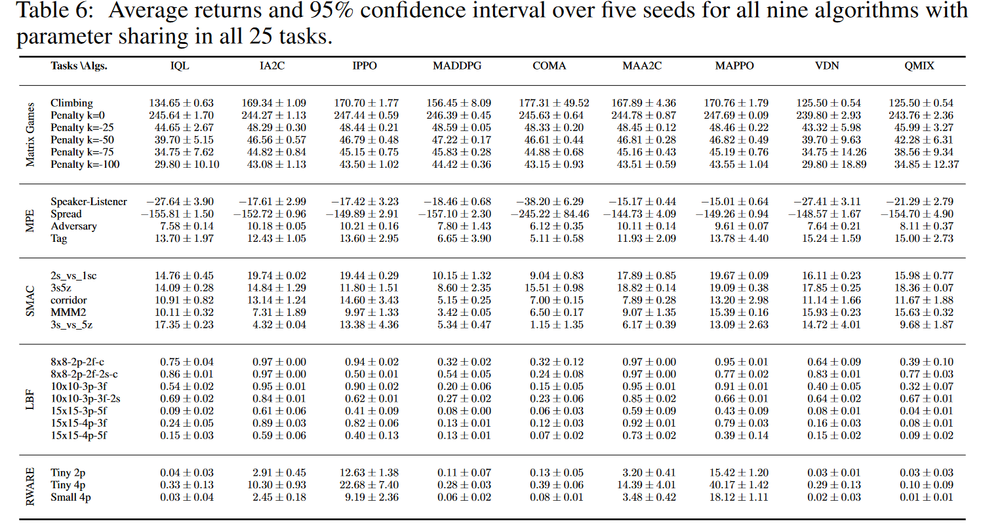 Table 6: Average returns and 95% confidence interval over five seeds for all nine algorithms with
parameter sharing in all 25 tasks.
Tasks \Algs. IQL IA2C IPPO MADDPG COMA MAA2C MAPPO VDN QMIX
Matrix Games
Climbing 134.65 ± 0.63 169.34 ± 1.09 170.70 ± 1.77 156.45 ± 8.09 177.31 ± 49.52 167.89 ± 4.36 170.76 ± 1.79 125.50 ± 0.54 125.50 ± 0.54
Penalty k=0 245.64 ± 1.70 244.27 ± 1.13 247.44 ± 0.59 246.39 ± 0.45 245.63 ± 0.64 244.78 ± 0.87 247.69 ± 0.09 239.80 ± 2.93 243.76 ± 2.36
Penalty k=-25 44.65 ± 2.67 48.29 ± 0.30 48.44 ± 0.21 48.59 ± 0.05 48.33 ± 0.20 48.45 ± 0.12 48.46 ± 0.22 43.32 ± 5.98 45.99 ± 3.27
Penalty k=-50 39.70 ± 5.15 46.56 ± 0.57 46.79 ± 0.48 47.22 ± 0.17 46.61 ± 0.44 46.81 ± 0.28 46.82 ± 0.49 39.70 ± 9.63 42.28 ± 6.31
Penalty k=-75 34.75 ± 7.62 44.82 ± 0.84 45.15 ± 0.75 45.83 ± 0.28 44.88 ± 0.68 45.16 ± 0.43 45.19 ± 0.76 34.75 ± 14.26 38.56 ± 9.34
Penalty k=-100 29.80 ± 10.10 43.08 ± 1.13 43.50 ± 1.02 44.42 ± 0.36 43.15 ± 0.93 43.51 ± 0.59 43.55 ± 1.04 29.80 ± 18.89 34.85 ± 12.37
MPE
Speaker-Listener −27.64 ± 3.90 −17.61 ± 2.99 −17.42 ± 3.23 −18.46 ± 0.68 −38.20 ± 6.29 −15.17 ± 0.44 −15.01 ± 0.64 −27.41 ± 3.11 −21.29 ± 2.79
Spread −155.81 ± 1.50 −152.72 ± 0.96 −149.89 ± 2.91 −157.10 ± 2.30 −245.22 ± 84.46 −144.73 ± 4.09 −149.26 ± 0.94 −148.57 ± 1.67 −154.70 ± 4.90
Adversary 7.58 ± 0.14 10.18 ± 0.05 10.21 ± 0.16 7.80 ± 1.43 6.12 ± 0.35 10.11 ± 0.14 9.61 ± 0.07 7.64 ± 0.21 8.11 ± 0.37
Tag 13.70 ± 1.97 12.43 ± 1.05 13.60 ± 2.95 6.65 ± 3.90 5.11 ± 0.58 11.93 ± 2.09 13.78 ± 4.40 15.24 ± 1.59 15.00 ± 2.73
SMAC
2s_vs_1sc 14.76 ± 0.45 19.74 ± 0.02 19.44 ± 0.29 10.15 ± 1.32 9.04 ± 0.83 17.89 ± 0.85 19.67 ± 0.09 16.11 ± 0.23 15.98 ± 0.77
3s5z 14.09 ± 0.28 14.84 ± 1.29 11.80 ± 1.51 8.60 ± 2.35 15.51 ± 0.98 18.82 ± 0.14 19.09 ± 0.38 17.85 ± 0.25 18.36 ± 0.07
corridor 10.91 ± 0.82 13.14 ± 1.24 14.60 ± 3.43 5.15 ± 0.25 7.00 ± 0.15 7.89 ± 0.28 13.20 ± 2.98 11.14 ± 1.66 11.67 ± 1.88
MMM2 10.11 ± 0.32 7.31 ± 1.89 9.97 ± 1.33 3.42 ± 0.05 6.50 ± 0.17 9.07 ± 1.35 15.39 ± 0.16 15.93 ± 0.23 15.63 ± 0.32
3s_vs_5z 17.35 ± 0.23 4.32 ± 0.04 13.38 ± 4.36 5.34 ± 0.47 1.15 ± 1.35 6.17 ± 0.39 13.09 ± 2.63 14.72 ± 4.01 9.68 ± 1.87
LBF
8x8-2p-2f-c 0.75 ± 0.04 0.97 ± 0.00 0.94 ± 0.02 0.32 ± 0.02 0.32 ± 0.12 0.97 ± 0.00 0.95 ± 0.01 0.64 ± 0.09 0.39 ± 0.10
8x8-2p-2f-2s-c 0.86 ± 0.01 0.97 ± 0.00 0.50 ± 0.01 0.54 ± 0.05 0.24 ± 0.08 0.97 ± 0.00 0.77 ± 0.02 0.83 ± 0.01 0.77 ± 0.03
10x10-3p-3f 0.54 ± 0.02 0.95 ± 0.01 0.90 ± 0.02 0.20 ± 0.06 0.15 ± 0.05 0.95 ± 0.01 0.91 ± 0.01 0.40 ± 0.05 0.32 ± 0.07
10x10-3p-3f-2s 0.69 ± 0.02 0.84 ± 0.01 0.62 ± 0.01 0.27 ± 0.02 0.23 ± 0.06 0.85 ± 0.02 0.66 ± 0.01 0.64 ± 0.02 0.67 ± 0.01
15x15-3p-5f 0.09 ± 0.02 0.61 ± 0.06 0.41 ± 0.09 0.08 ± 0.00 0.06 ± 0.03 0.59 ± 0.09 0.43 ± 0.09 0.08 ± 0.01 0.04 ± 0.01
15x15-4p-3f 0.24 ± 0.05 0.89 ± 0.03 0.82 ± 0.06 0.13 ± 0.01 0.12 ± 0.03 0.92 ± 0.01 0.79 ± 0.03 0.16 ± 0.03 0.08 ± 0.01
15x15-4p-5f 0.15 ± 0.03 0.59 ± 0.06 0.40 ± 0.13 0.13 ± 0.01 0.07 ± 0.02 0.73 ± 0.02 0.39 ± 0.14 0.15 ± 0.02 0.09 ± 0.02
RWARE
Tiny 2p 0.04 ± 0.03 2.91 ± 0.45 12.63 ± 1.38 0.11 ± 0.07 0.13 ± 0.05 3.20 ± 0.41 15.42 ± 1.20 0.03 ± 0.01 0.03 ± 0.03
Tiny 4p 0.33 ± 0.13 10.30 ± 0.93 22.68 ± 7.40 0.28 ± 0.03 0.39 ± 0.06 14.39 ± 4.01 40.17 ± 1.42 0.29 ± 0.13 0.10 ± 0.09
Small 4p 0.03 ± 0.04 2.45 ± 0.18 9.19 ± 2.36 0.06 ± 0.02 0.08 ± 0.01 3.48 ± 0.42 18.12 ± 1.11 0.02 ± 0.03 0.01 ± 0.01